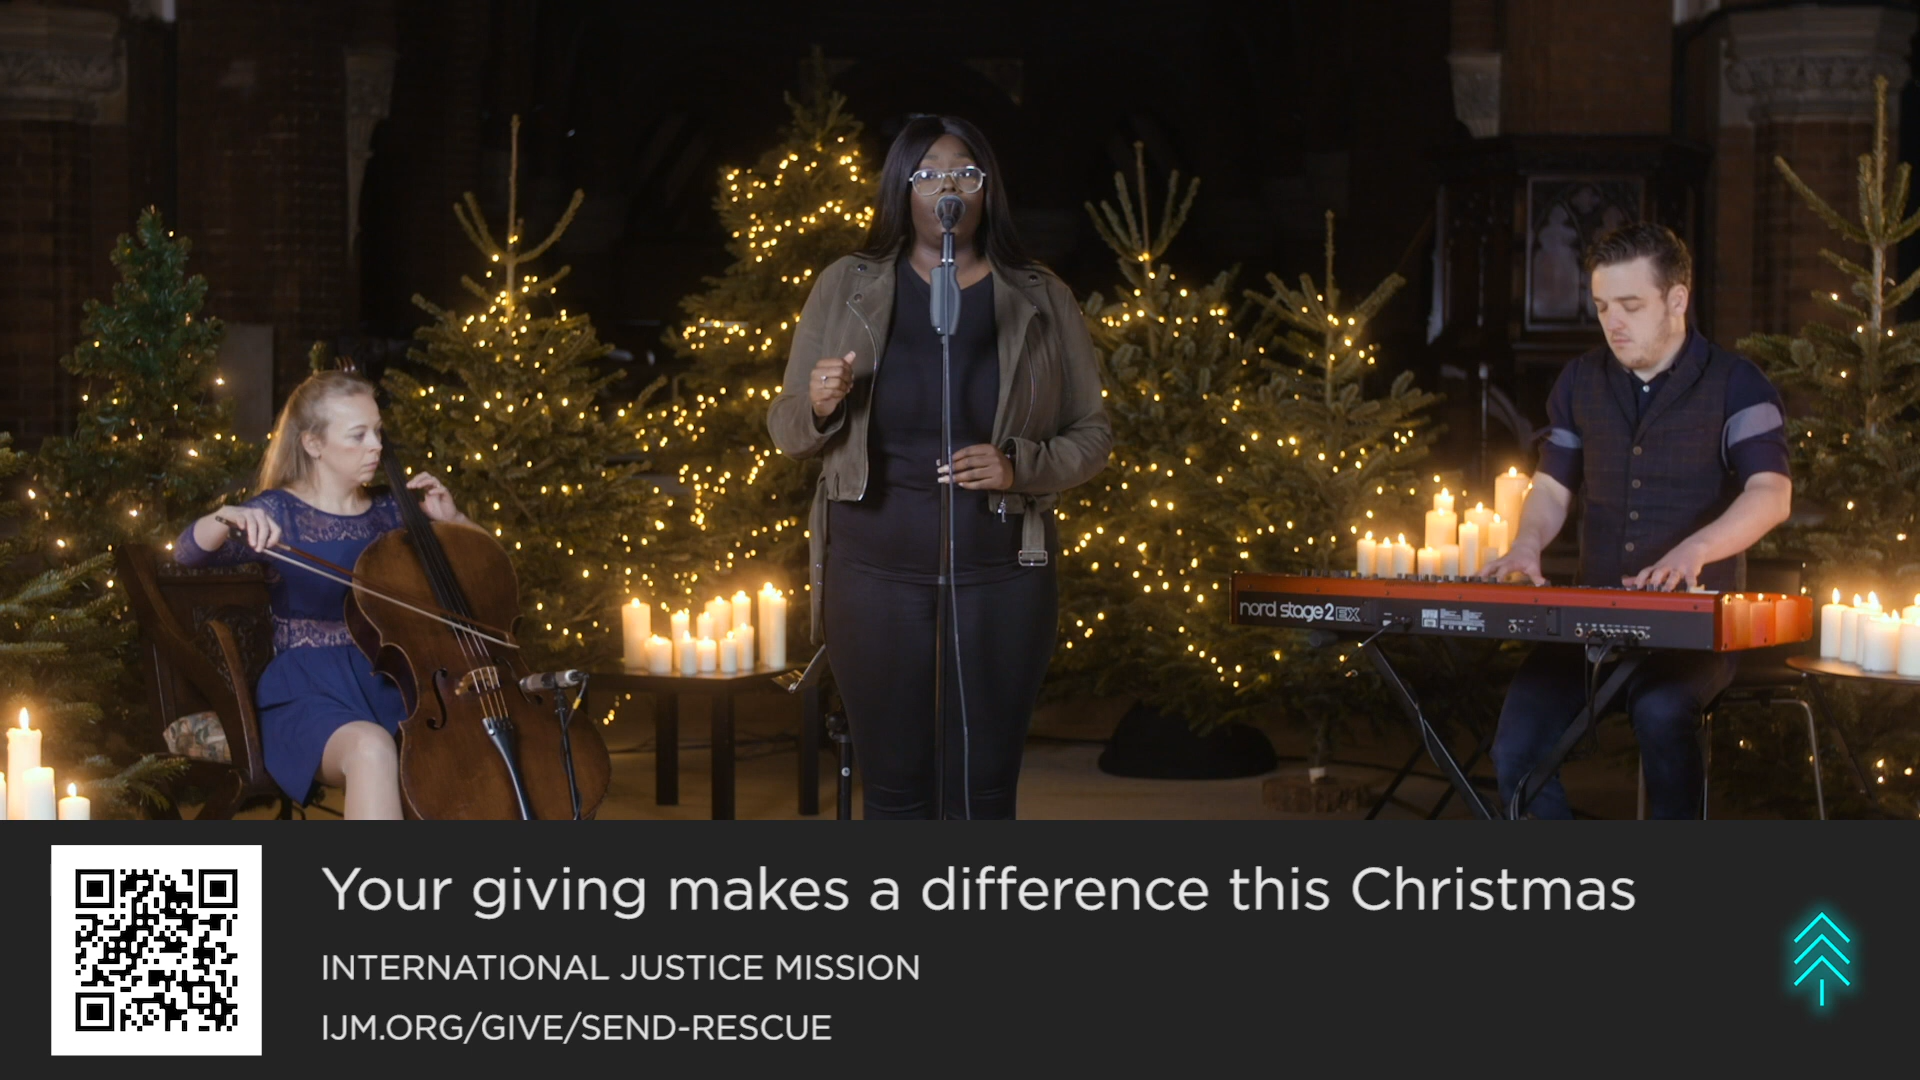 nord stage 2 EX
Your giving makes a difference this Christmas
INTERNATIONAL JUSTICE MISSION
IJM.ORG/GIVE/SEND-RESCUE